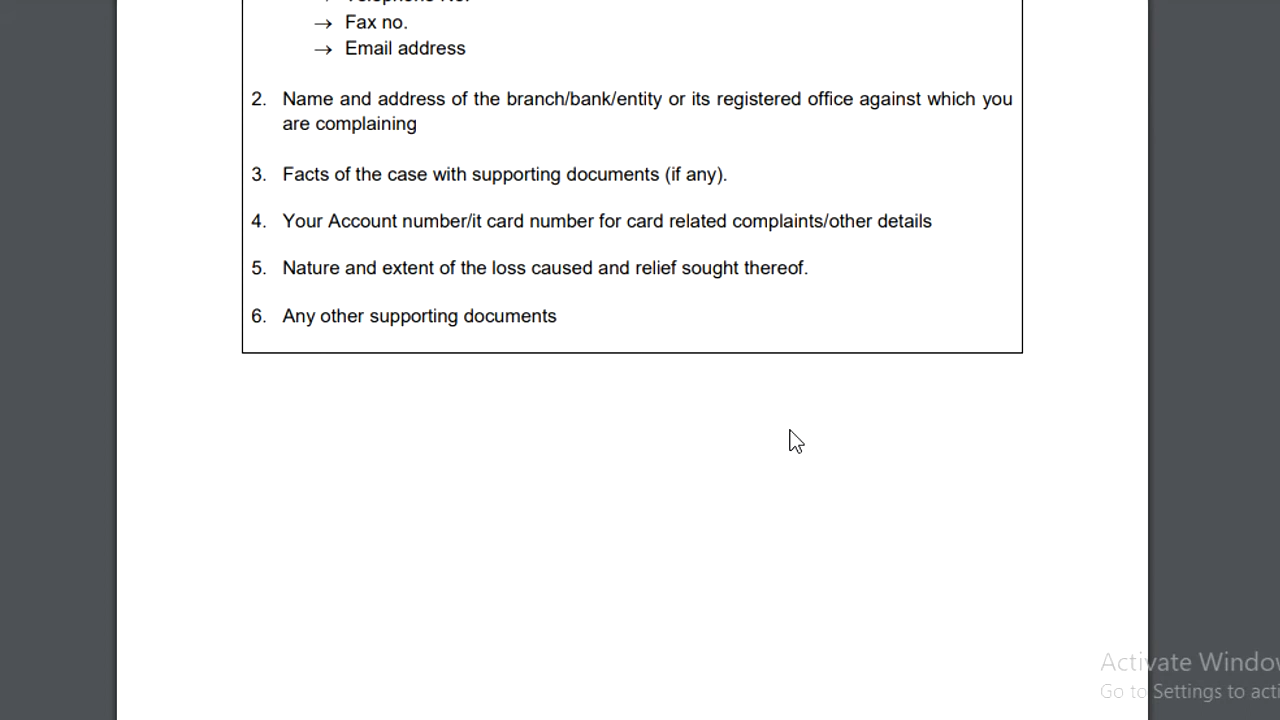 → Fax no.
→ Email address
2. Name and address of the branch/bank/entity or its registered office against which you
are complaining
3. Facts of the case with supporting documents (if any).
4. Your Account number/it card number for card related complaints/other details
5. Nature and extent of the loss caused and relief sought thereof.
6. Any other supporting documents
Activate Windo
Go to Settings to acti